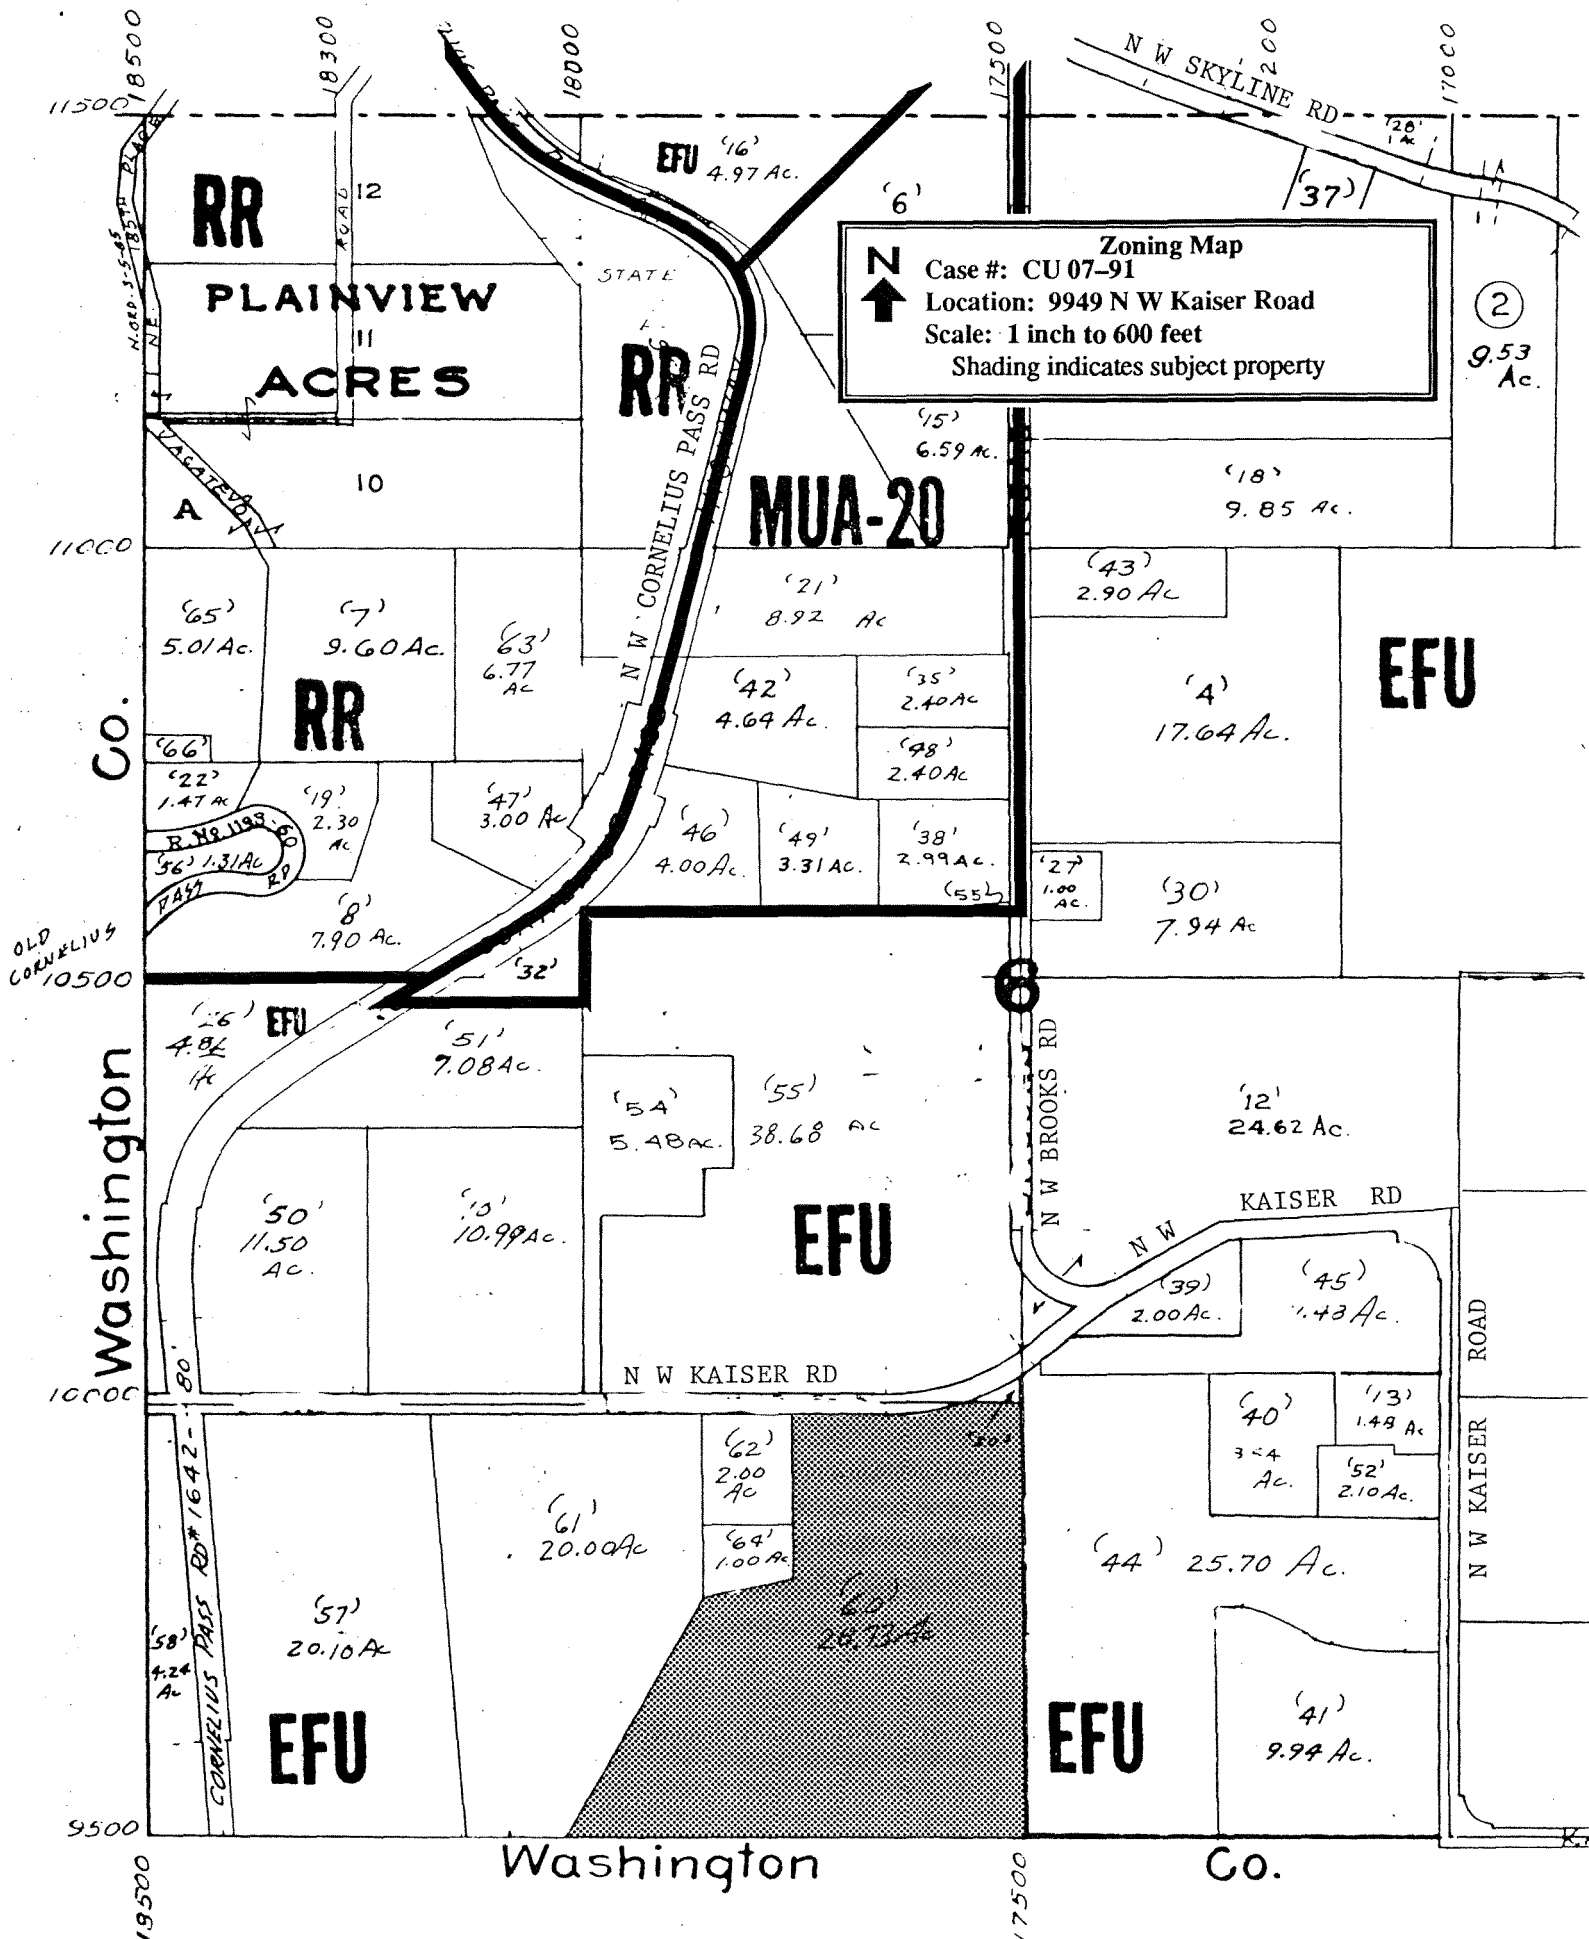 18500
18300
18000
17500
17000
11500
N W SKYLINE RD
'28'
Ac
'37)
RR
12
EFU
'16'
4.97 Ac.
'6'
Zoning Map
N
Case #: CU 07–91
Location: 9949 N W Kaiser Road
Scale: 1 inch to 600 feet
Shading indicates subject property
STATE
PLAINVIEW
11
ACRES
RR
N W CORNELIUS PASS RD
2
9.53
Ac.
'15'
6.59 Ac.
MUA-20
'18'
9.85 Ac.
10
VACATED
A
11000
'65'
5.01 Ac.
'7'
9.60 Ac.
'63'
6.77
Ac
'21'
8.92 Ac
'43'
2.90 Ac
EFU
RR
'42'
4.64 Ac.
'35'
2.40 Ac
'48'
2.40 Ac
'4'
17.64 Ac.
Co.
'66'
'22'
1.47 Ac
'19'
2.30
Ac
'47'
3.00 Ac
'46'
4.00 Ac.
'49'
3.31 Ac.
'38'
2.99 Ac.
(55)
'27'
1.00
Ac.
'30'
7.94 Ac
'56' 1.31 Ac
PASS RD
'8'
7.90 Ac.
OLD
CORNELIUS
10500
'32'
'26'
EFU
'51'
7.08 Ac.
'54'
5.48 Ac.
'55'
38.68 Ac
N W BROOKS RD
'12'
24.62 Ac.
Washington
'50'
11.50
Ac.
10.99 Ac.
EFU
N W KAISER RD
'39'
2.00 Ac.
'45'
N W KAISER RD
10000
80'
'62'
2.00
Ac
'40'
Ac.
'13'
1.48 Ac
'52'
2.10 Ac.
N W KAISER ROAD
CORNELIUS PASS RD # 1642-
'61'
20.00 Ac
'64'
1.00 Ac
'44' 25.70 Ac.
'57'
20.10 Ac
'58'
4.24
Ac
EFU
EFU
'41'
9.94 Ac.
9500
Washington Co.
17500